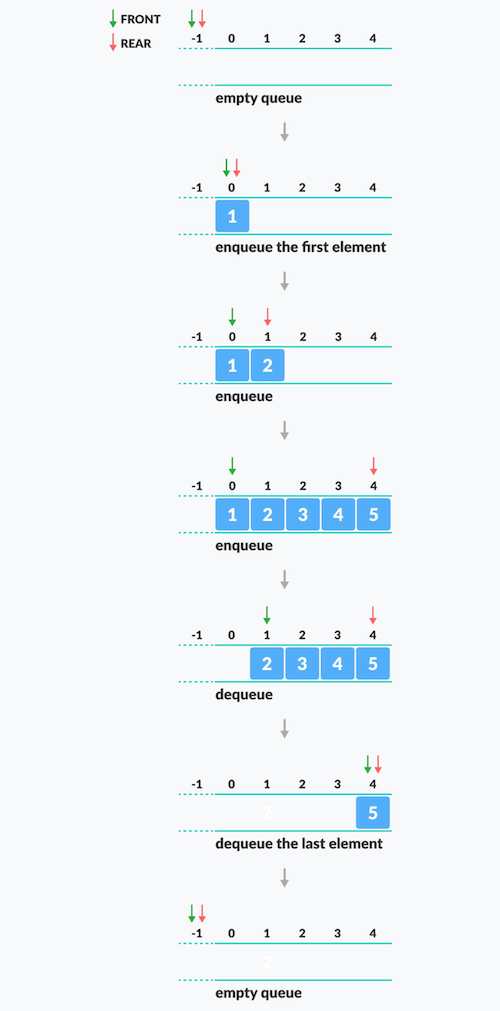 FRONT
REAR
-1 0 1 2 3 4
empty queue
-1 0 1 2 3 4
1
enqueue the first element
-1 0 1 2 3 4
1 2
enqueue
-1 0 1 2 3 4
1 2 3 4 5
enqueue
-1 0 1 2 3 4
2 3 4 5
dequeue
-1 0 1 2 3 4
2 5
dequeue the last element
-1 0 1 2 3 4
2
empty queue